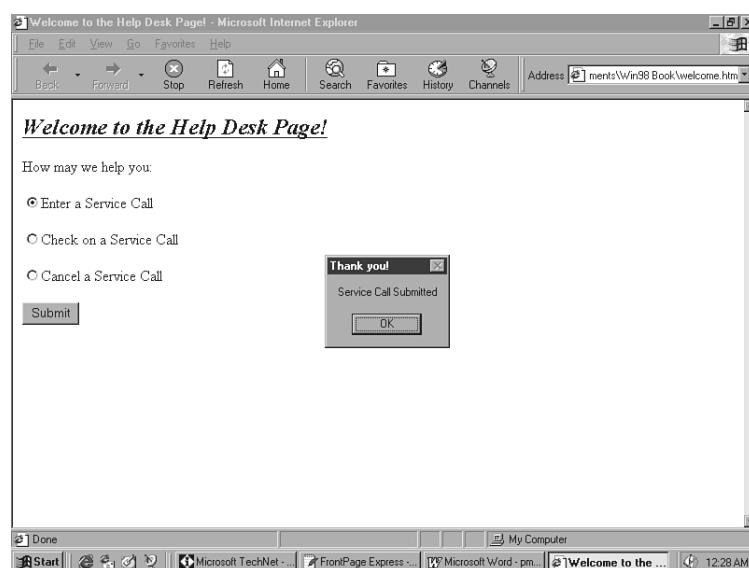 Welcome to the Help Desk Page! - Microsoft Internet Explorer
File Edit View Go Favorites Help
Back Forward Stop Refresh Home Search Favorites History Channels Address ments\Win98 Book\welcome.htm
Welcome to the Help Desk Page!
How may we help you:
Enter a Service Call
Check on a Service Call
Cancel a Service Call
Submit
Thank you!
Service Call Submitted
OK
Done My Computer
Start Microsoft TechNet - ... FrontPage Express - ... Microsoft Word - pm... Welcome to the ... 12:28 AM